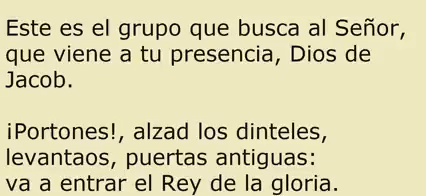 Este es el grupo que busca al Señor,
que viene a tu presencia, Dios de
Jacob.
¡Portones!, alzad los dinteles,
levantaos, puertas antiguas:
va a entrar el Rey de la gloria.